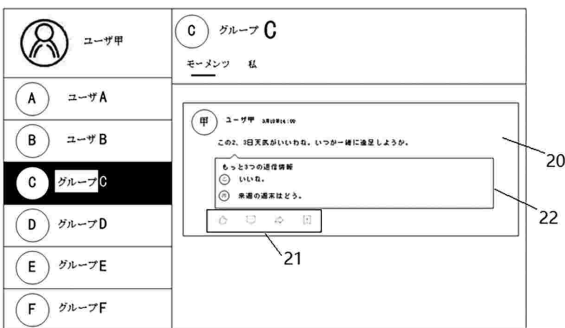 ユーザ甲
A ユーザA
B ユーザB
C グループC
D グループD
E グループE
F グループF
C グループC
モーメンツ 私
甲 ユーザ甲
この2、3日天気がいいわね。いつか一緒に遠足しようか。
もっと3つの返信情報
乙 いいね。
丙 来週の週末はどう。
20
22
21